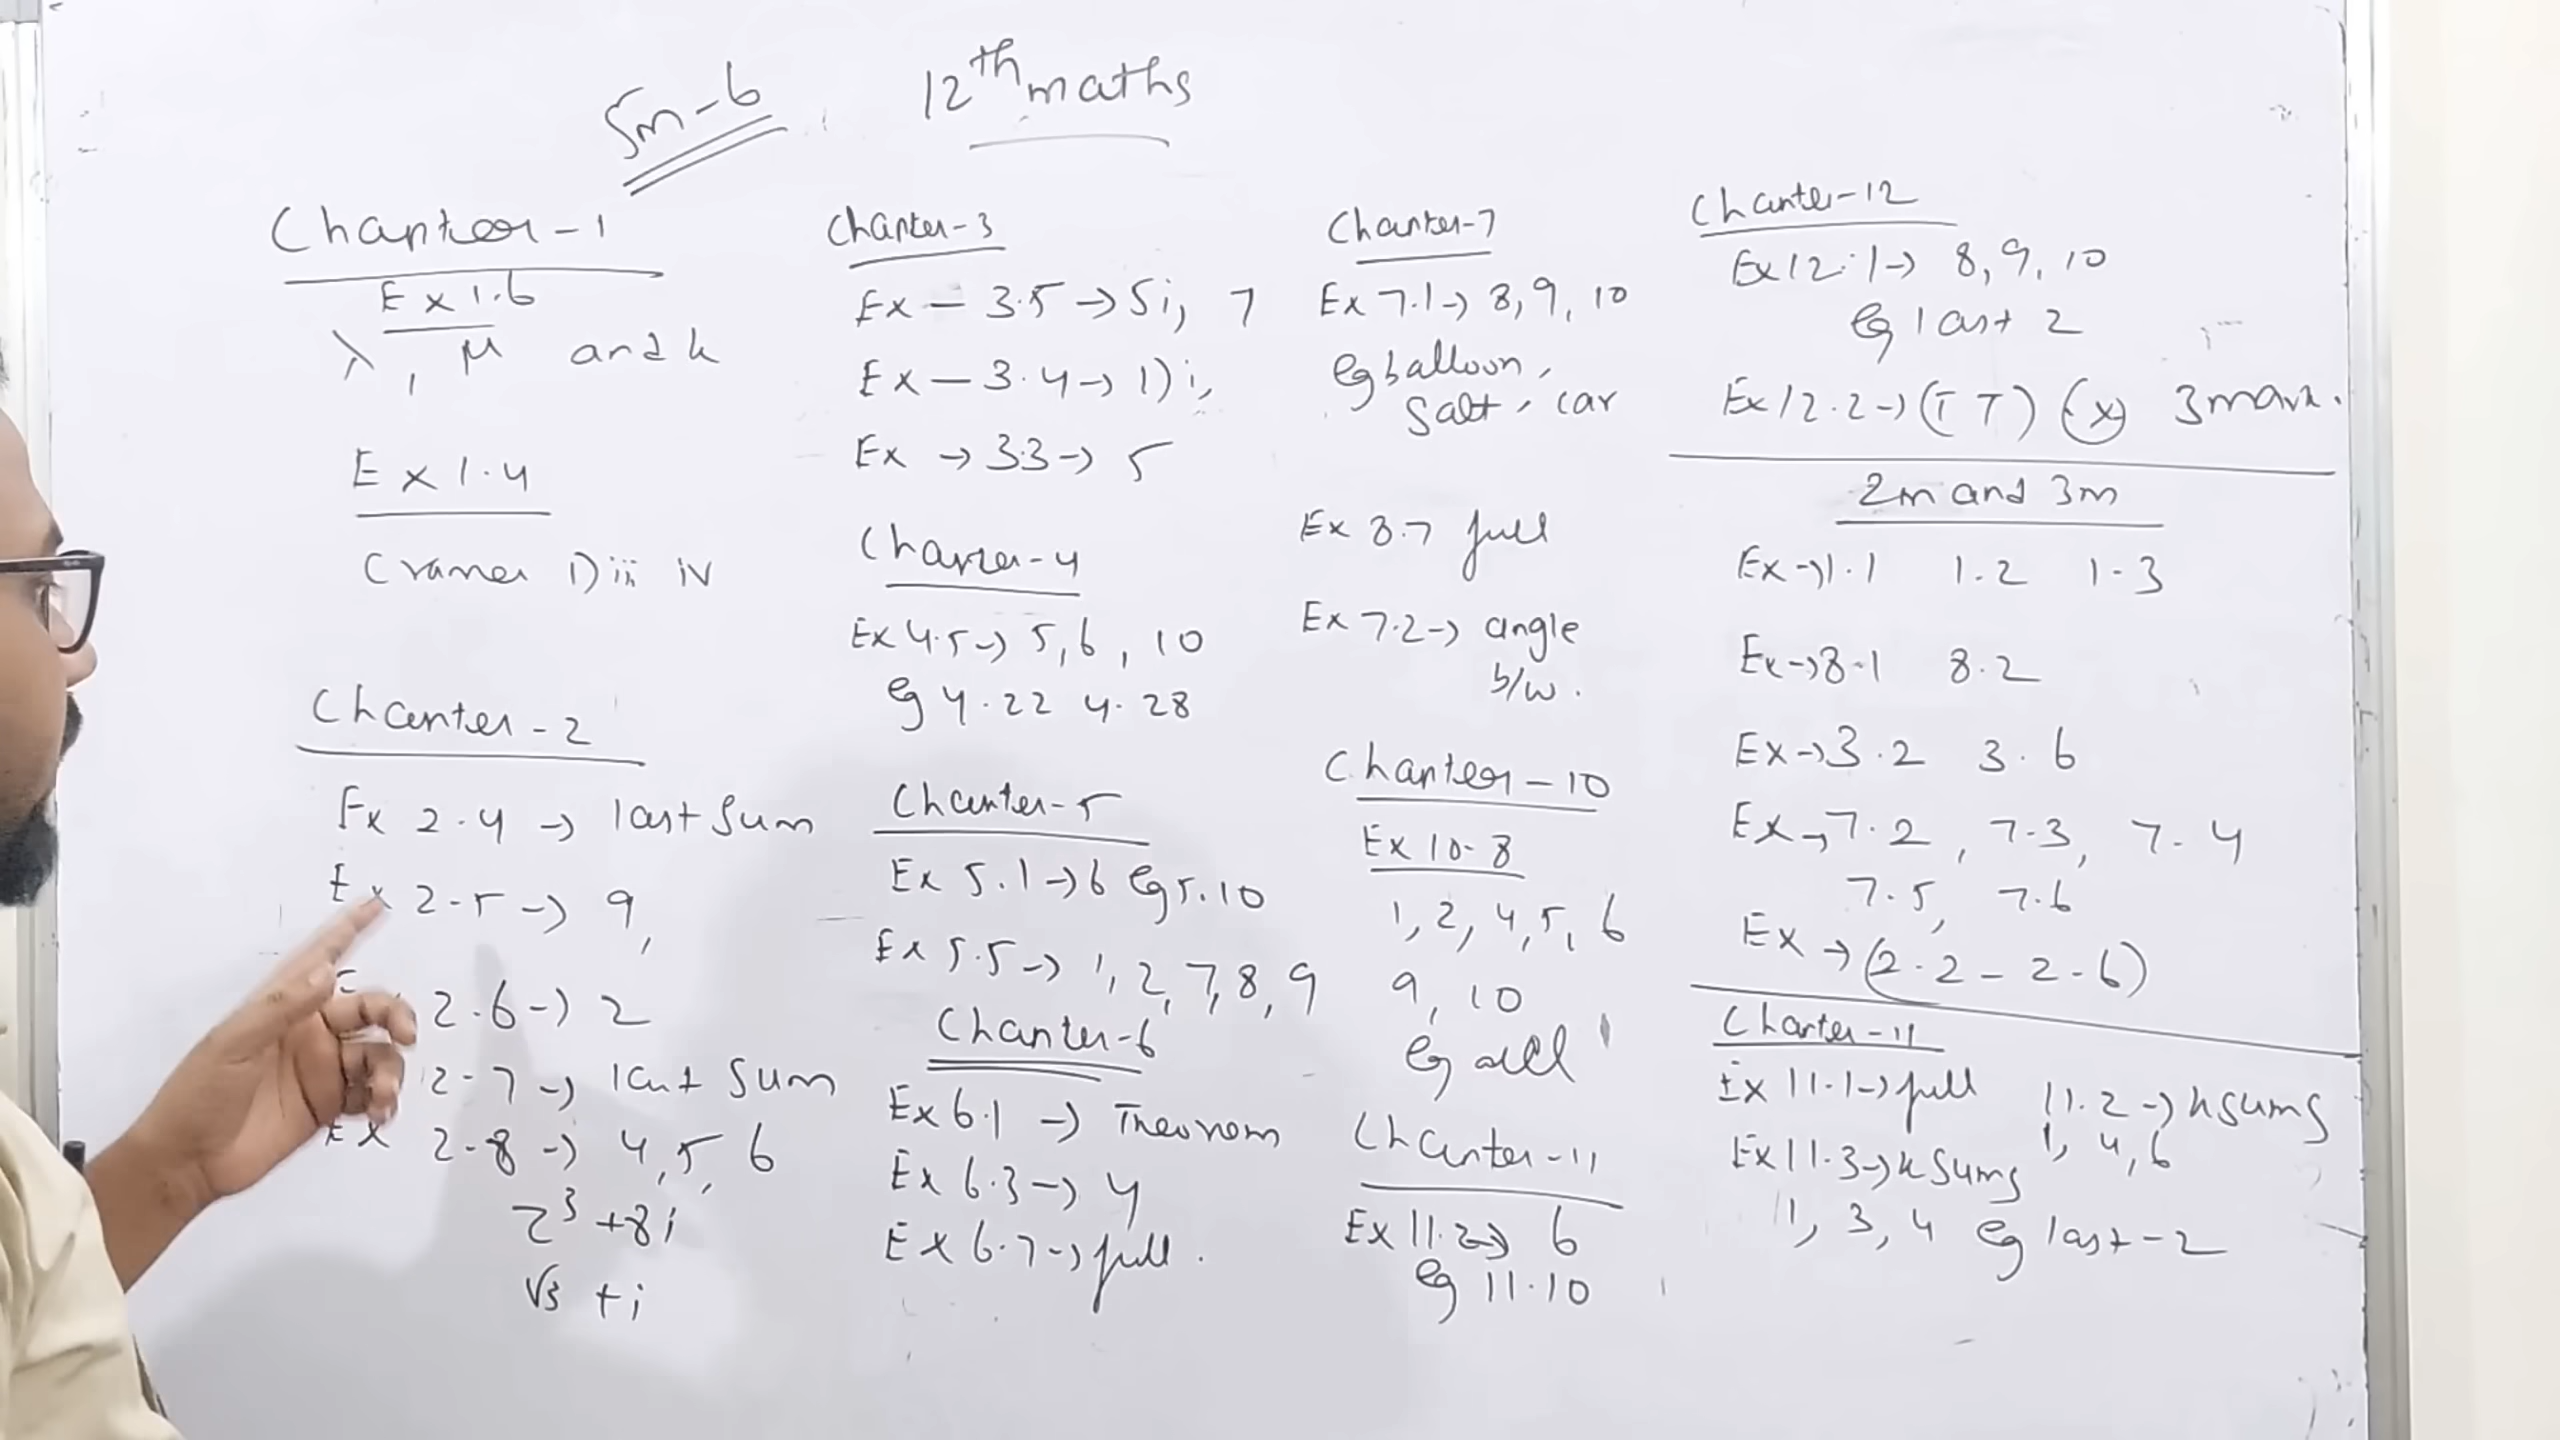 5m-6
12th maths
Chapter-1
Ex 1.6
λ, μ and k
Ex 1.4
Cramer 1) iii iv
Chapter-2
Ex 2.4 → last sum
Ex 2.5 → 9,
2.6 → 2
2.7 → last sum
Ex 2.8 → 4, 5, 6
z³ + 8i
√3 + i
Chapter-3
Ex - 3.5 → 5i, 7
Ex - 3.4 → 1) i,
Ex → 3.3 → 5
Chapter-4
Ex 4.5 → 5, 6, 10
eg 4.22 4.28
Chapter-5
Ex 5.1 → 6 eg 5.10
Ex 5.5 → 1, 2, 7, 8, 9
Chapter-6
Ex 6.1 → Theorem
Ex 6.3 → 4
Ex 6.7 → full.
Chapter-7
Ex 7.1 → 8, 9, 10
eg balloon,
Salt, car
Ex 8.7 full
Ex 7.2 → angle
b/w.
Chapter-10
Ex 10.8
1, 2, 4, 5, 6
9, 10
eg all
Chapter-11
Ex 11.2 → 6
eg 11.10
Chapter-12
Ex 12.1 → 8, 9, 10
eg last 2
Ex 12.2 → (T T) (x) 3mark.
2m and 3m
Ex → 1.1 1.2 1.3
Ex → 8.1 8.2
Ex → 3.2 3.6
Ex → 7.2, 7.3, 7.4
7.5, 7.6
Ex → (2.2 - 2.6)
Chapter-11
Ex 11.1 → full
11.2 → k sums
1, 4, 6
Ex 11.3 → k sums
1, 3, 4 eg last-2